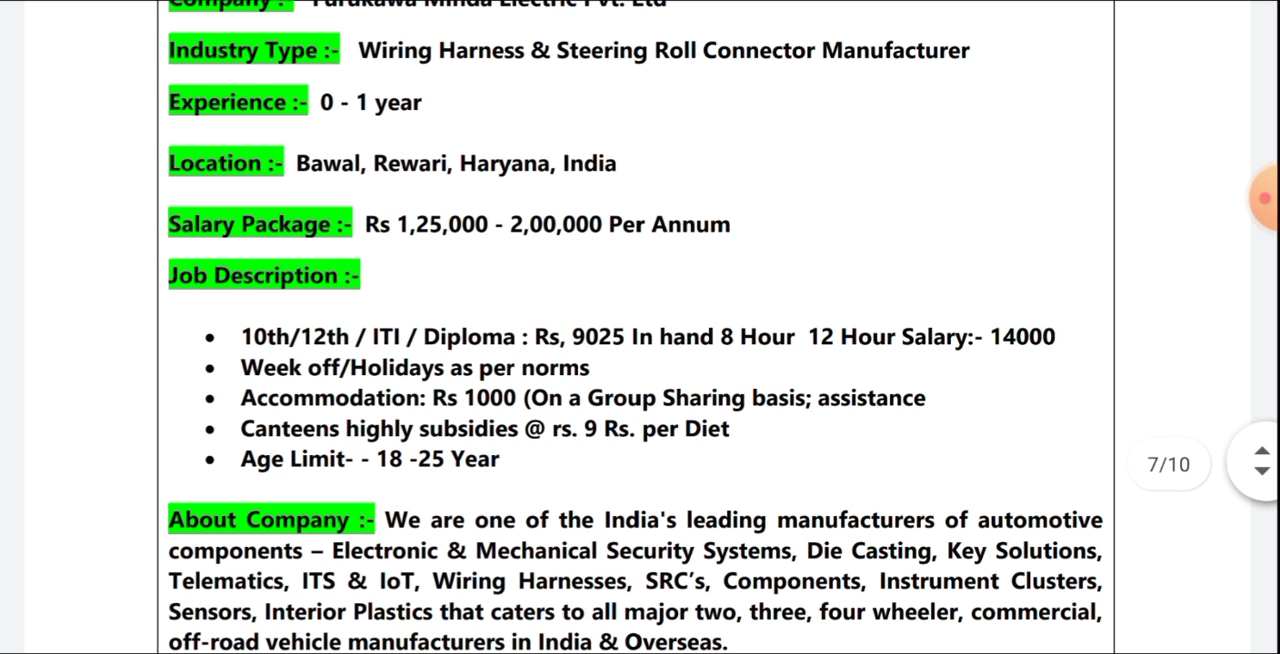 Company :- Furukawa Minda Electric Pvt. Ltd
Industry Type :- Wiring Harness & Steering Roll Connector Manufacturer
Experience :- 0 - 1 year
Location :- Bawal, Rewari, Haryana, India
Salary Package :- Rs 1,25,000 - 2,00,000 Per Annum
Job Description :-
• 10th/12th / ITI / Diploma : Rs, 9025 In hand 8 Hour 12 Hour Salary:- 14000
• Week off/Holidays as per norms
• Accommodation: Rs 1000 (On a Group Sharing basis; assistance
• Canteens highly subsidies @ rs. 9 Rs. per Diet
• Age Limit- - 18 -25 Year
7/10
About Company :- We are one of the India's leading manufacturers of automotive
components – Electronic & Mechanical Security Systems, Die Casting, Key Solutions,
Telematics, ITS & IoT, Wiring Harnesses, SRC’s, Components, Instrument Clusters,
Sensors, Interior Plastics that caters to all major two, three, four wheeler, commercial,
off-road vehicle manufacturers in India & Overseas.